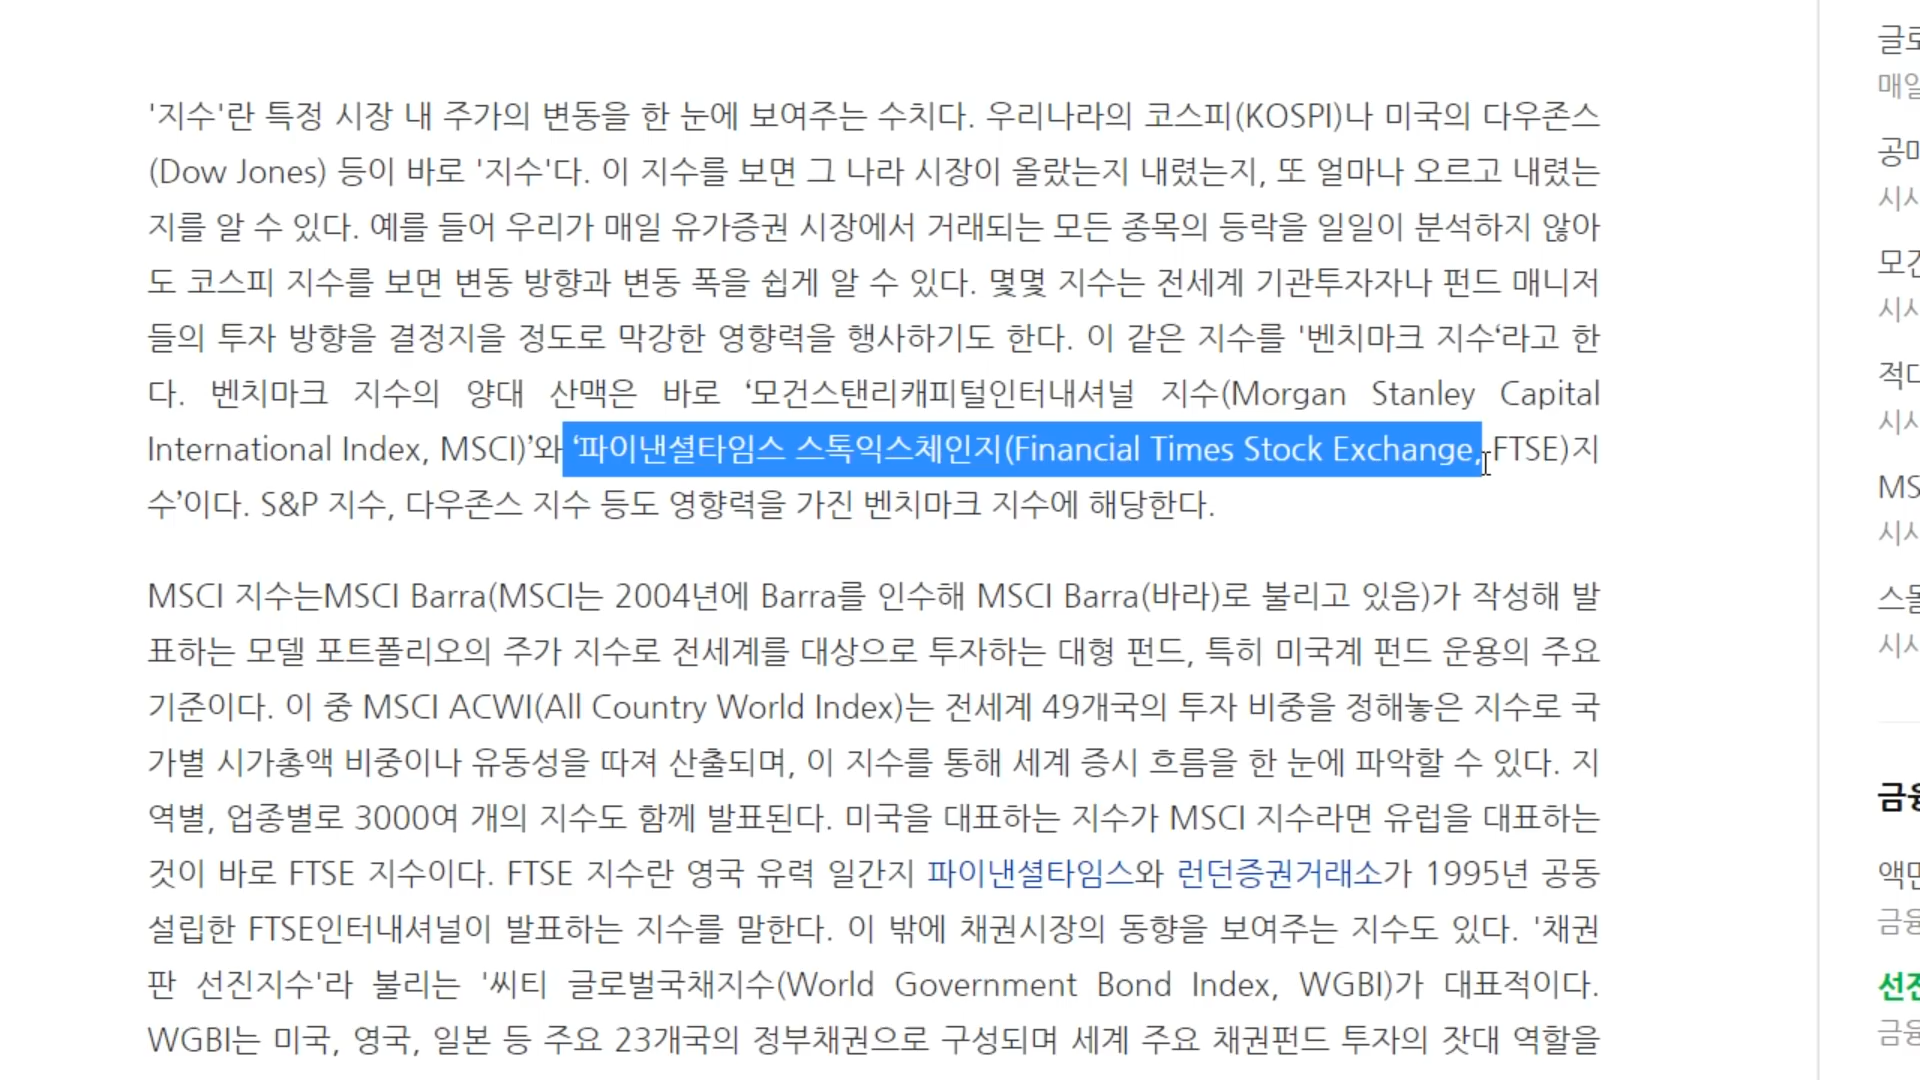 '지수'란 특정 시장 내 주가의 변동을 한 눈에 보여주는 수치다. 우리나라의 코스피(KOSPI)나 미국의 다우존스
(Dow Jones) 등이 바로 '지수'다. 이 지수를 보면 그 나라 시장이 올랐는지 내렸는지, 또 얼마나 오르고 내렸는
지를 알 수 있다. 예를 들어 우리가 매일 유가증권 시장에서 거래되는 모든 종목의 등락을 일일이 분석하지 않아
도 코스피 지수를 보면 변동 방향과 변동 폭을 쉽게 알 수 있다. 몇몇 지수는 전세계 기관투자자나 펀드 매니저
들의 투자 방향을 결정지을 정도로 막강한 영향력을 행사하기도 한다. 이 같은 지수를 '벤치마크 지수‘라고 한
다. 벤치마크 지수의 양대 산맥은 바로 ‘모건스탠리캐피털인터내셔널 지수(Morgan Stanley Capital
International Index, MSCI)’와 ‘파이낸셜타임스 스톡익스체인지(Financial Times Stock Exchange, FTSE)지
수’이다. S&P 지수, 다우존스 지수 등도 영향력을 가진 벤치마크 지수에 해당한다.
MSCI 지수는MSCI Barra(MSCI는 2004년에 Barra를 인수해 MSCI Barra(바라)로 불리고 있음)가 작성해 발
표하는 모델 포트폴리오의 주가 지수로 전세계를 대상으로 투자하는 대형 펀드, 특히 미국계 펀드 운용의 주요
기준이다. 이 중 MSCI ACWI(All Country World Index)는 전세계 49개국의 투자 비중을 정해놓은 지수로 국
가별 시가총액 비중이나 유동성을 따져 산출되며, 이 지수를 통해 세계 증시 흐름을 한 눈에 파악할 수 있다. 지
역별, 업종별로 3000여 개의 지수도 함께 발표된다. 미국을 대표하는 지수가 MSCI 지수라면 유럽을 대표하는
것이 바로 FTSE 지수이다. FTSE 지수란 영국 유력 일간지 파이낸셜타임스와 런던증권거래소가 1995년 공동
설립한 FTSE인터내셔널이 발표하는 지수를 말한다. 이 밖에 채권시장의 동향을 보여주는 지수도 있다. '채권
판 선진지수'라 불리는 '씨티 글로벌국채지수(World Government Bond Index, WGBI)가 대표적이다.
WGBI는 미국, 영국, 일본 등 주요 23개국의 정부채권으로 구성되며 세계 주요 채권펀드 투자의 잣대 역할을
글로
매일
공매
시사
모건
시사
적대
시사
MS
시사
스몰
시사
금융
액면
금융
선진
금융